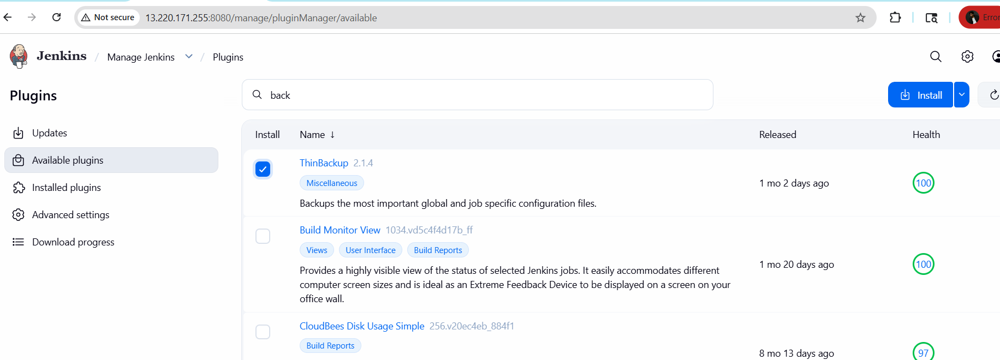 Not secure 13.220.171.255:8080/manage/pluginManager/available
Error
Jenkins / Manage Jenkins / Plugins
Plugins
back
Install
Updates
Available plugins
Installed plugins
Advanced settings
Download progress
Install Name ↓ Released Health
ThinBackup 2.1.4
Miscellaneous
Backups the most important global and job specific configuration files.
1 mo 2 days ago
100
Build Monitor View 1034.vd5c4f4d17b_ff
Views User Interface Build Reports
Provides a highly visible view of the status of selected Jenkins jobs. It easily accommodates different
computer screen sizes and is ideal as an Extreme Feedback Device to be displayed on a screen on your
office wall.
1 mo 20 days ago
100
CloudBees Disk Usage Simple 256.v20ec4eb_884f1
Build Reports
8 mo 13 days ago
97